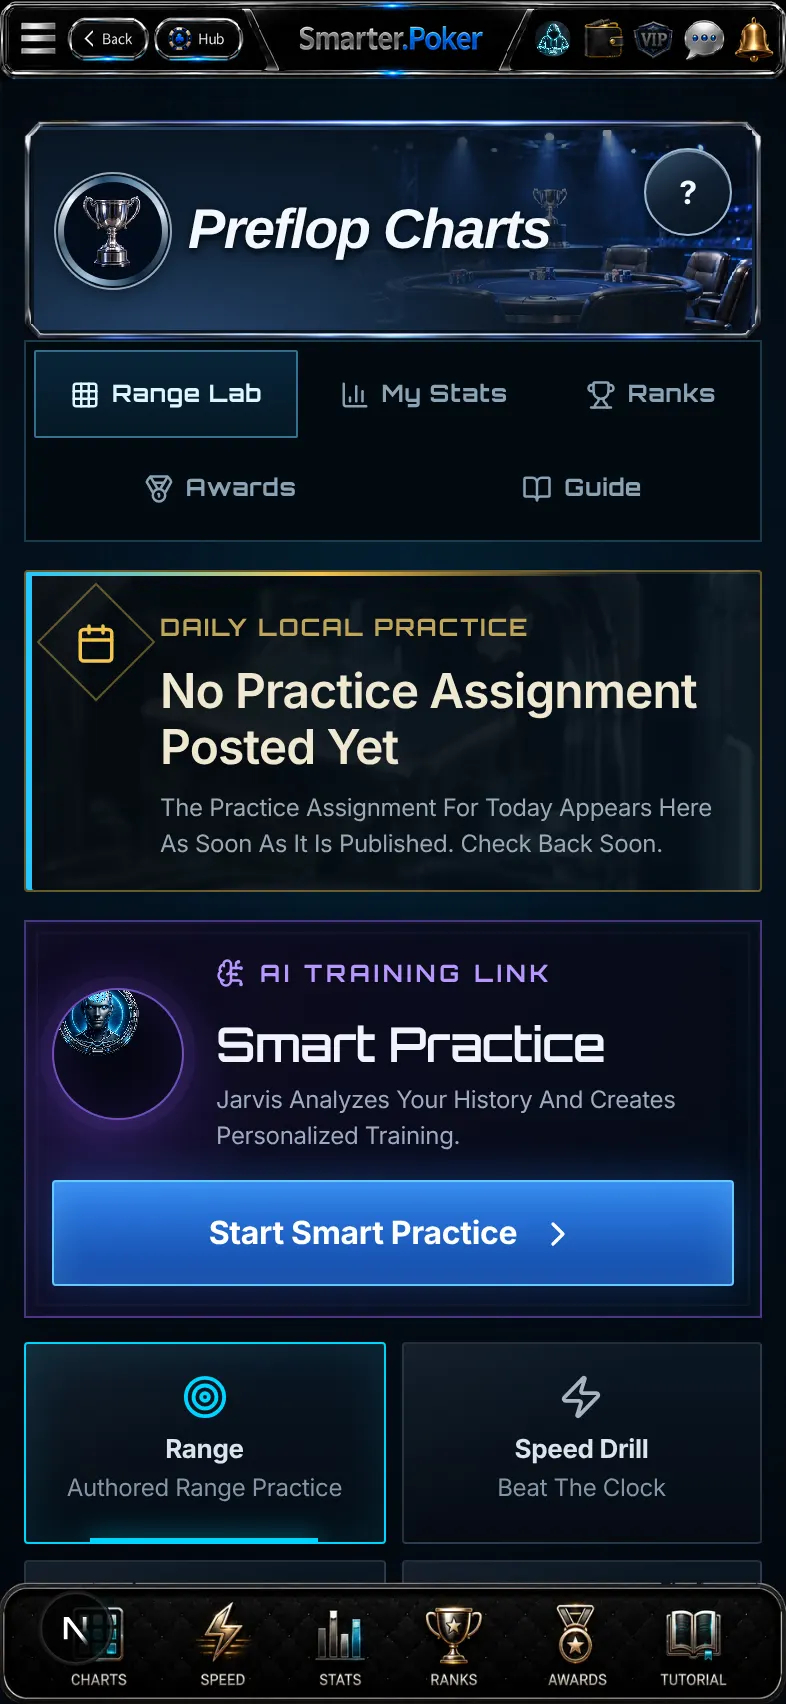 Back
Hub
Smarter.Poker
VIP
Preflop Charts
?
Range Lab
My Stats
Ranks
Awards
Guide
DAILY LOCAL PRACTICE
No Practice Assignment
Posted Yet
The Practice Assignment For Today Appears Here
As Soon As It Is Published. Check Back Soon.
AI TRAINING LINK
Smart Practice
Jarvis Analyzes Your History And Creates
Personalized Training.
Start Smart Practice
Range
Authored Range Practice
Speed Drill
Beat The Clock
N
CHARTS
SPEED
STATS
RANKS
AWARDS
TUTORIAL